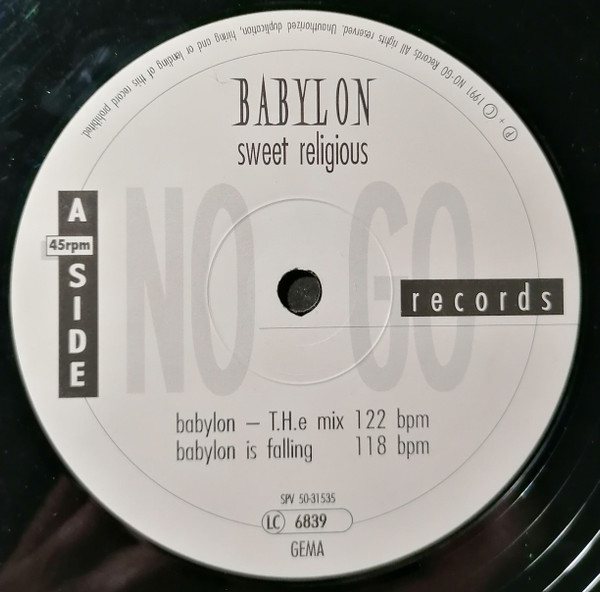 ℗ + © 1991 NO-GO Records All rights reserved. Unauthorized duplication, hiring and or landing of this record prohibited.
BABYLON
sweet religious
NO GO
A SIDE
45rpm
records
babylon – T.H.e mix 122 bpm
babylon is falling 118 bpm
SPV 50-31535
LC 6839
GEMA